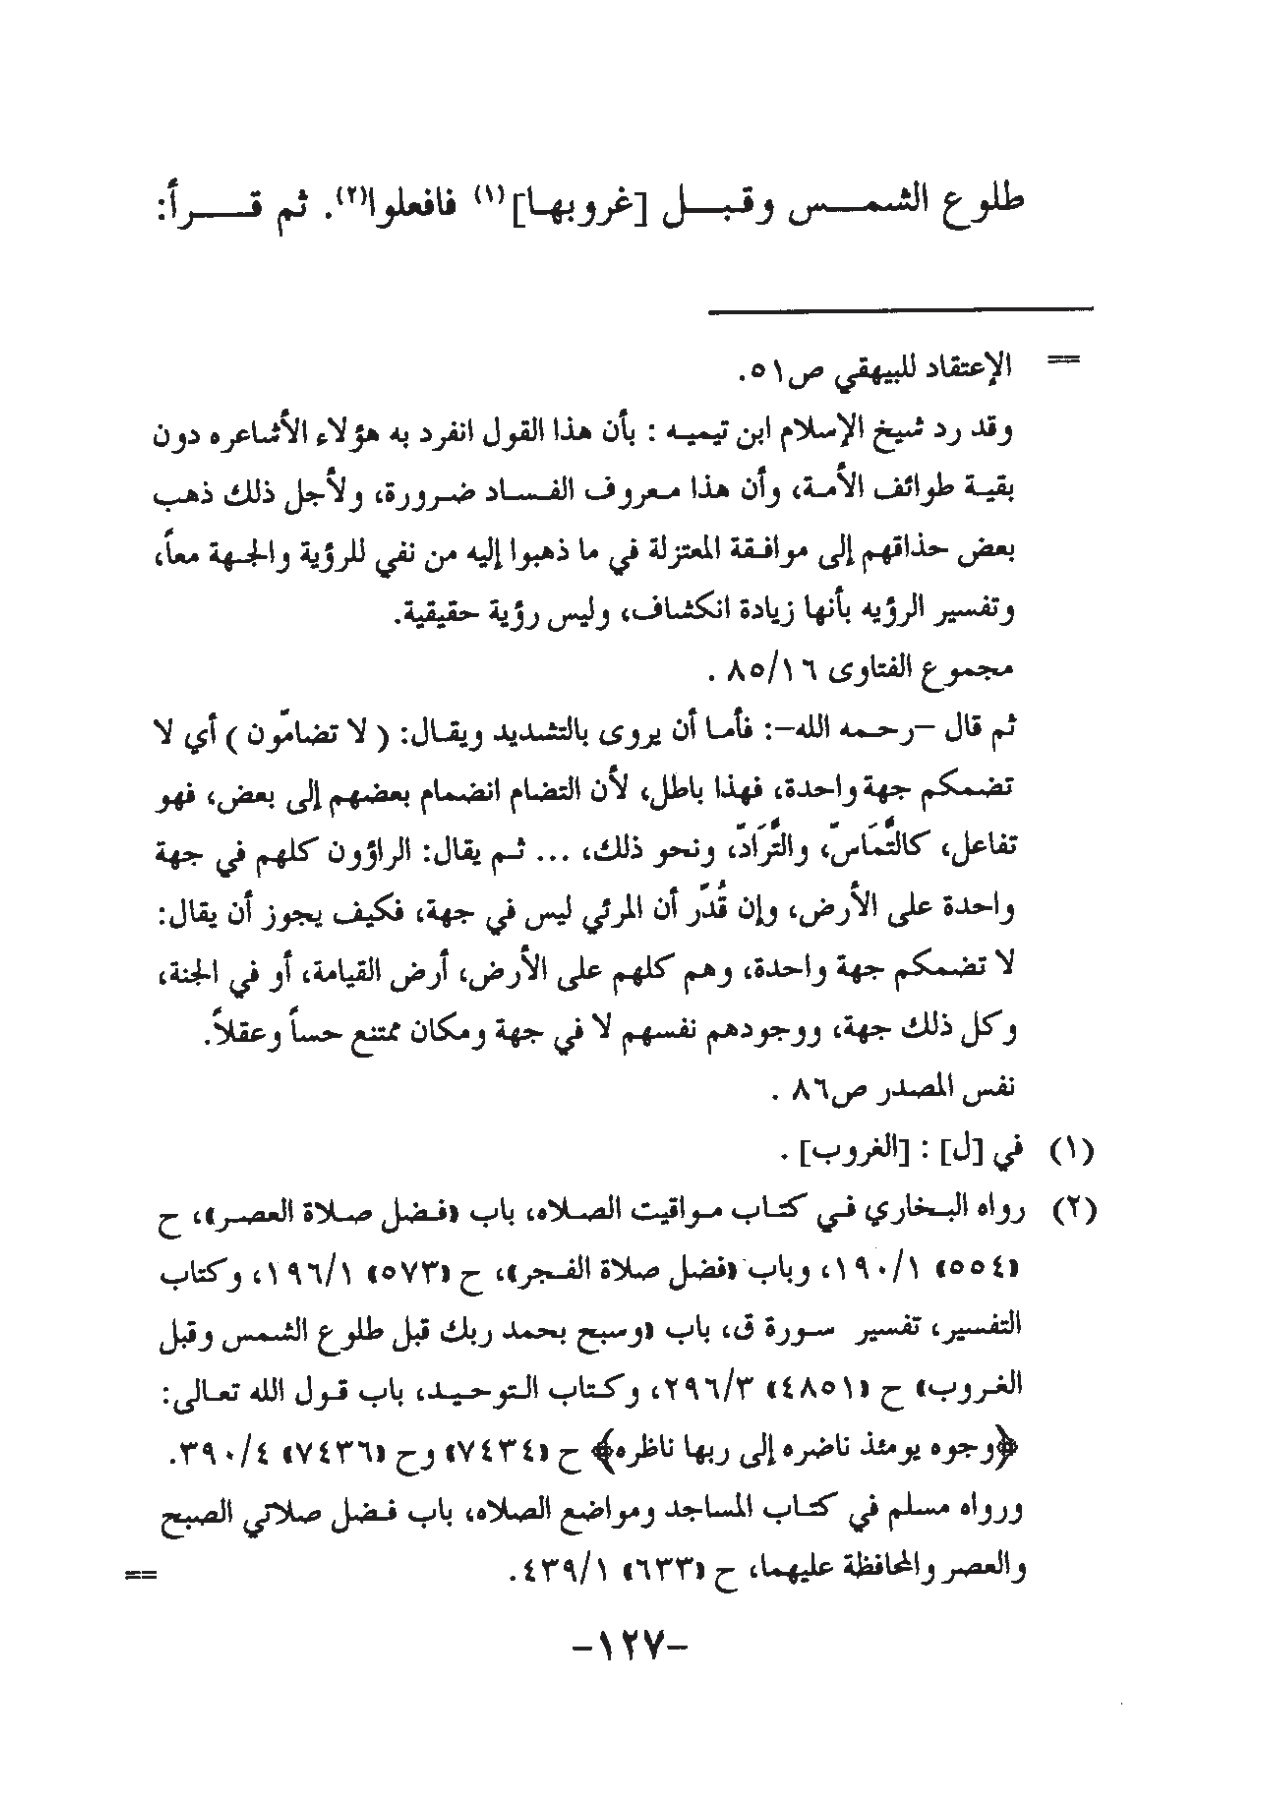 طلوع الشمس وقبل [غروبها](١) فافعلوا(٢). ثم قرأ:
== الإعتقاد للبيهقي ص٥١.
وقد رد شيخ الإسلام ابن تيميه : بأن هذا القول انفرد به هؤلاء الأشاعره دون
بقية طوائف الأمة، وأن هذا معروف الفساد ضرورة، ولأجل ذلك ذهب
بعض حذاقهم إلى موافقة المعتزلة في ما ذهبوا إليه من نفي للرؤية والجهة معاً،
وتفسير الرؤيه بأنها زيادة انكشاف، وليس رؤية حقيقية.
مجموع الفتاوى ٨٥/١٦ .
ثم قال –رحمه الله–: فأما أن يروى بالتشديد ويقال: ( لا تضامّون ) أي لا
تضمكم جهة واحدة، فهذا باطل، لأن التضام انضمام بعضهم إلى بعض، فهو
تفاعل، كالتَّمَاسّ، والتَّرَادّ، ونحو ذلك، ... ثم يقال: الراؤون كلهم في جهة
واحدة على الأرض، وإن قُدّر أن المرئي ليس في جهة، فكيف يجوز أن يقال:
لا تضمكم جهة واحدة، وهم كلهم على الأرض، أرض القيامة، أو في الجنة،
وكل ذلك جهة، ووجودهم نفسهم لا في جهة ومكان ممتنع حساً وعقلاً.
نفس المصدر ص٨٦ .
(١) في [ل] : [الغروب] .
(٢) رواه البخاري في كتاب مواقيت الصلاه، باب «فضل صلاة العصر»، ح
«٥٥٤» ١٩٠/١، وباب «فضل صلاة الفجر»، ح «٥٧٣» ١٩٦/١، وكتاب
التفسير، تفسير سورة ق، باب «وسبح بحمد ربك قبل طلوع الشمس وقبل
الغروب» ح «٤٨٥١» ٢٩٦/٣، وكتاب التوحيد، باب قول الله تعالى:
﴿وجوه يومئذ ناضره إلى ربها ناظره﴾ ح «٧٤٣٤» وح «٧٤٣٦» ٣٩٠/٤.
ورواه مسلم في كتاب المساجد ومواضع الصلاه، باب فضل صلاتي الصبح
والعصر والمحافظة عليهما، ح «٦٣٣» ٤٣٩/١. ==
–١٢٧–